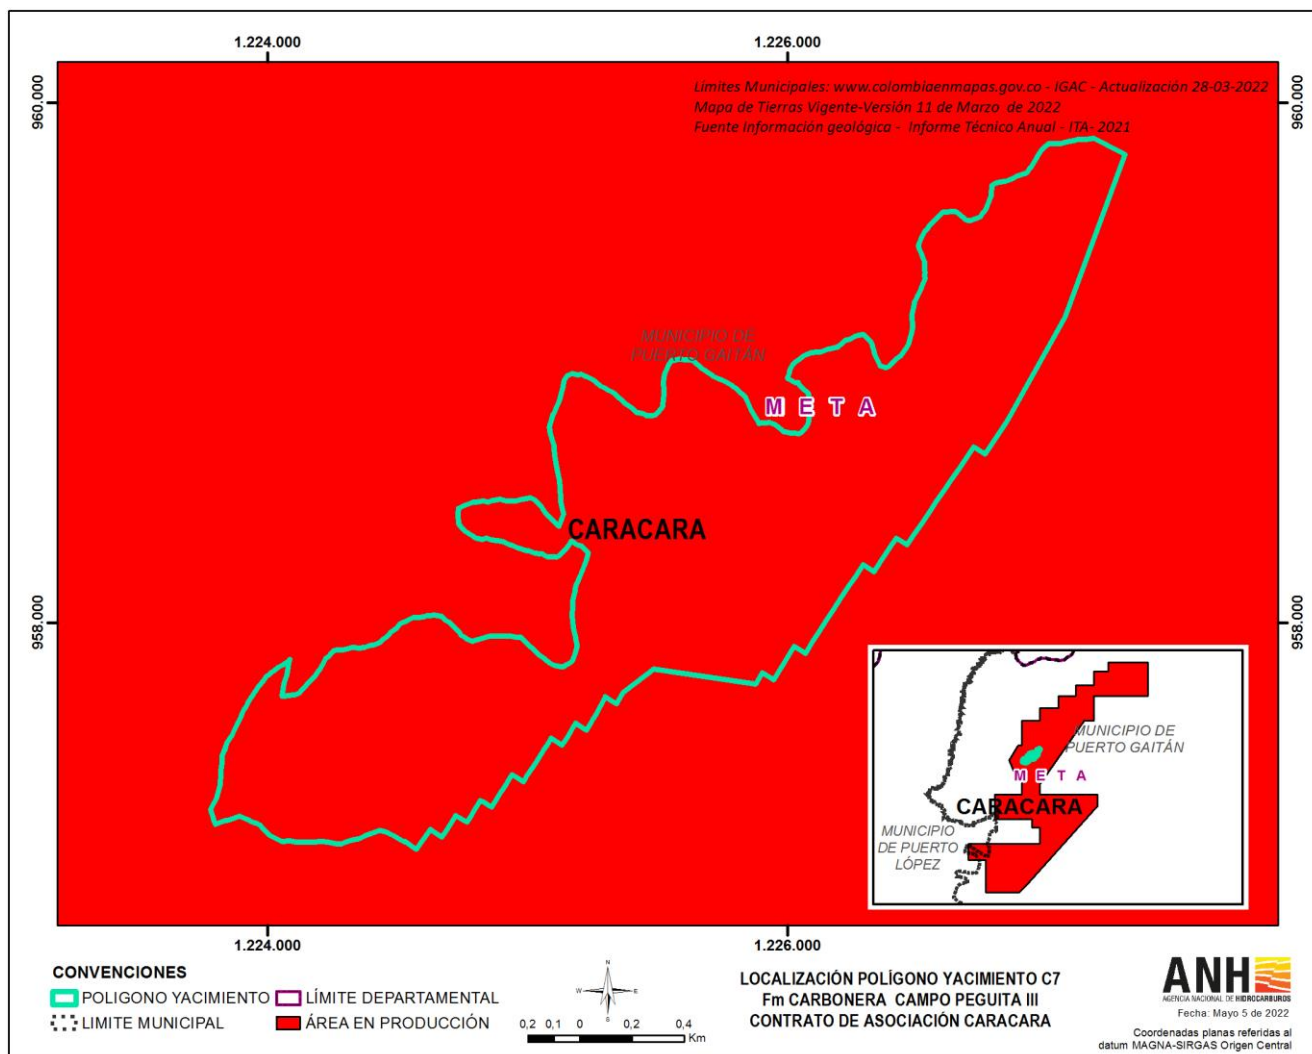 1.224.000
1.226.000
960.000
960.000
Límites Municipales: www.colombiaenmapas.gov.co - IGAC - Actualización 28-03-2022
Mapa de Tierras Vigente-Versión 11 de Marzo de 2022
Fuente información geológica - Informe Técnico Anual - ITA- 2021
MUNICIPIO DE
PUERTO GAITÁN
META
CARACARA
958.000
958.000
MUNICIPIO DE
PUERTO GAITÁN
META
CARACARA
MUNICIPIO
DE PUERTO
LÓPEZ
1.224.000
1.226.000
CONVENCIONES
POLIGONO YACIMIENTO
LÍMITE DEPARTAMENTAL
LIMITE MUNICIPAL
ÁREA EN PRODUCCIÓN
N
W
E
S
0,2 0,1 0 0,2 0,4
Km
LOCALIZACIÓN POLÍGONO YACIMIENTO C7
Fm CARBONERA CAMPO PEGUITA III
CONTRATO DE ASOCIACIÓN CARACARA
ANH
AGENCIA NACIONAL DE HIDROCARBUROS
Fecha: Mayo 5 de 2022
Coordenadas planas referidas al
datum MAGNA-SIRGAS Origen Central